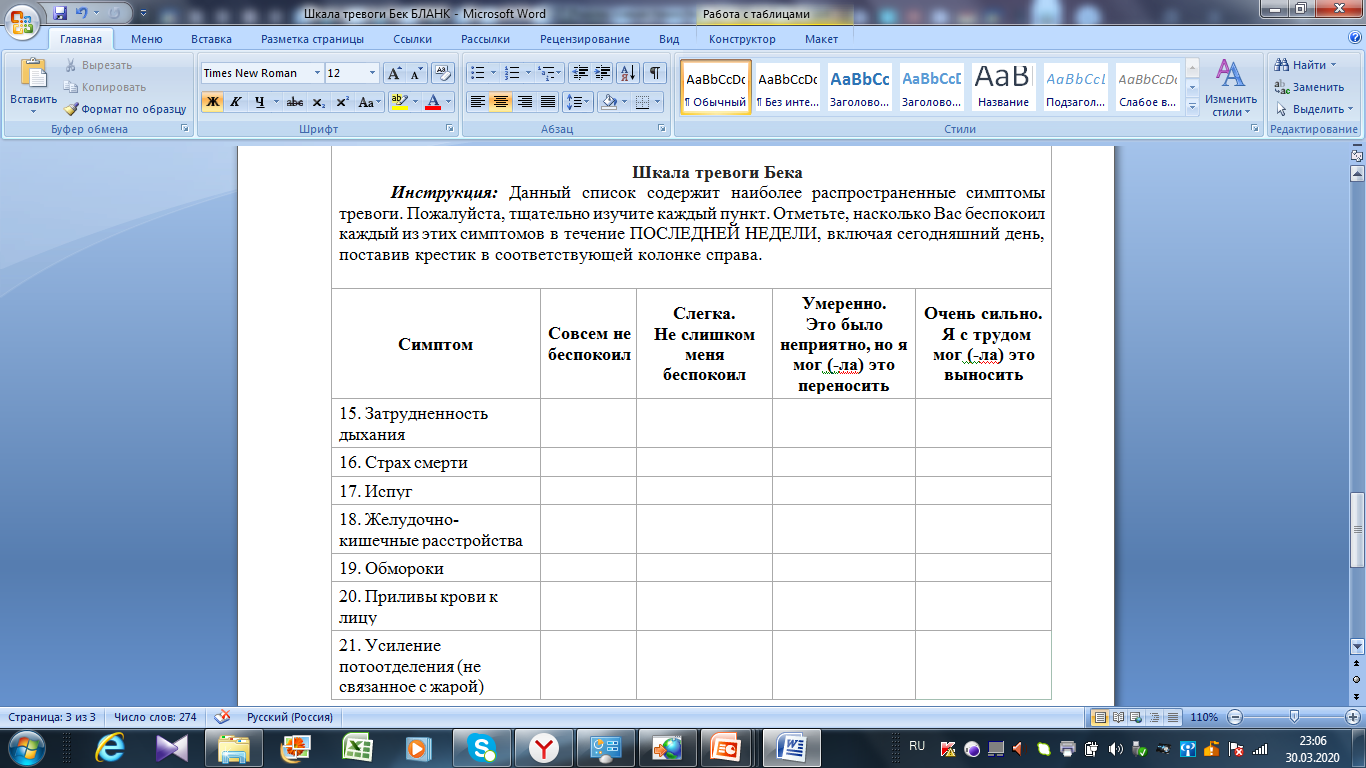 Шкала тревоги Бек БЛАНК - Microsoft Word
Работа с таблицами
Главная Меню Вставка Разметка страницы Ссылки Рассылки Рецензирование Вид Конструктор Макет
Вставить
Вырезать
Копировать
Формат по образцу
Буфер обмена
Times New Roman 12
Ж К Ч abc x₂ x² Aa
Шрифт
Абзац
AaBbCcDc AaBbCcDc AaBbCc AaBbCcD AaB AaBbCcL AaBbCcDc
¶ Обычный ¶ Без инте... Заголово... Заголово... Название Подзагол... Слабое в...
Изменить стили
Стили
Найти
Заменить
Выделить
Редактирование
Шкала тревоги Бека
Инструкция: Данный список содержит наиболее распространенные симптомы
тревоги. Пожалуйста, тщательно изучите каждый пункт. Отметьте, насколько Вас беспокоил
каждый из этих симптомов в течение ПОСЛЕДНЕЙ НЕДЕЛИ, включая сегодняшний день,
поставив крестик в соответствующей колонке справа.
Симптом
Совсем не
беспокоил
Слегка.
Не слишком
меня
беспокоил
Умеренно.
Это было
неприятно, но я
мог (-ла) это
переносить
Очень сильно.
Я с трудом
мог (-ла) это
выносить
15. Затрудненность
дыхания
16. Страх смерти
17. Испуг
18. Желудочно-
кишечные расстройства
19. Обмороки
20. Приливы крови к
лицу
21. Усиление
потоотделения (не
связанное с жарой)
Страница: 3 из 3 Число слов: 274 Русский (Россия) 110%
RU
23:06
30.03.2020